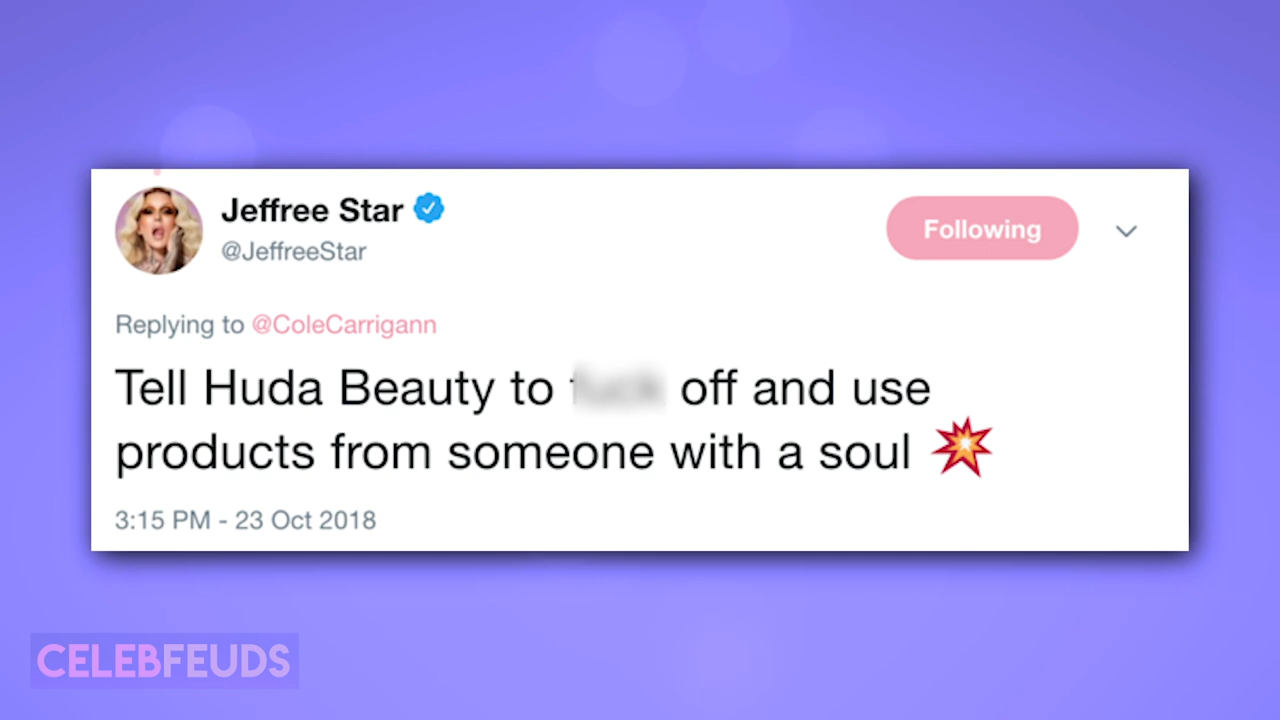 Jeffree Star
@JeffreeStar
Following
Replying to @ColeCarrigann
Tell Huda Beauty to off and use
products from someone with a soul 💥
3:15 PM - 23 Oct 2018
CELEBFEUDS